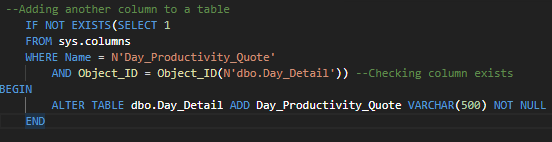 --Adding another column to a table
IF NOT EXISTS(SELECT 1
FROM sys.columns
WHERE Name = N'Day_Productivity_Quote'
AND Object_ID = Object_ID(N'dbo.Day_Detail')) --Checking column exists
BEGIN
ALTER TABLE dbo.Day_Detail ADD Day_Productivity_Quote VARCHAR(500) NOT NULL
END